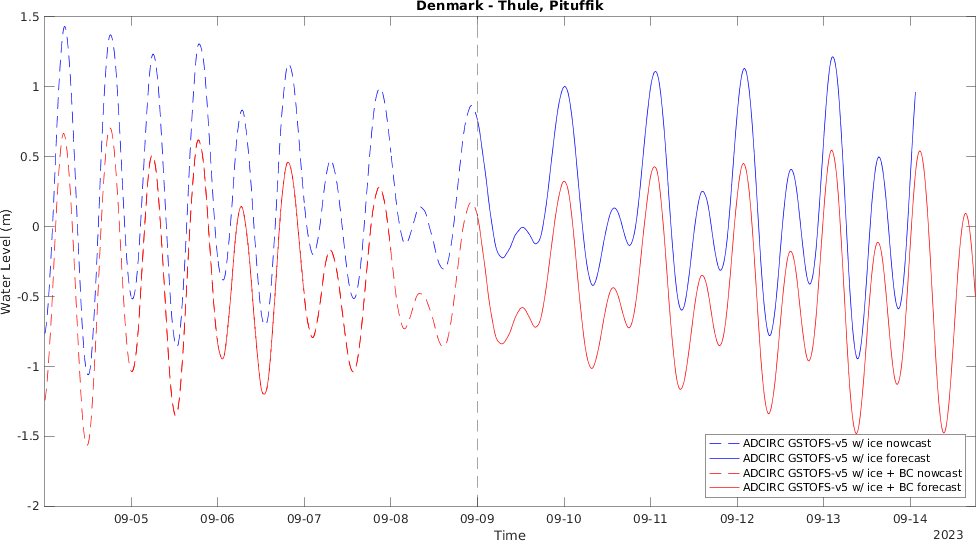 Denmark - Thule, Pituffik
1.5
1
0.5
0
-0.5
-1
-1.5
-2
Water Level (m)
ADCIRC GSTOFS-v5 w/ ice nowcast
ADCIRC GSTOFS-v5 w/ ice forecast
ADCIRC GSTOFS-v5 w/ ice + BC nowcast
ADCIRC GSTOFS-v5 w/ ice + BC forecast
09-05 09-06 09-07 09-08 09-09 09-10 09-11 09-12 09-13 09-14
Time
2023